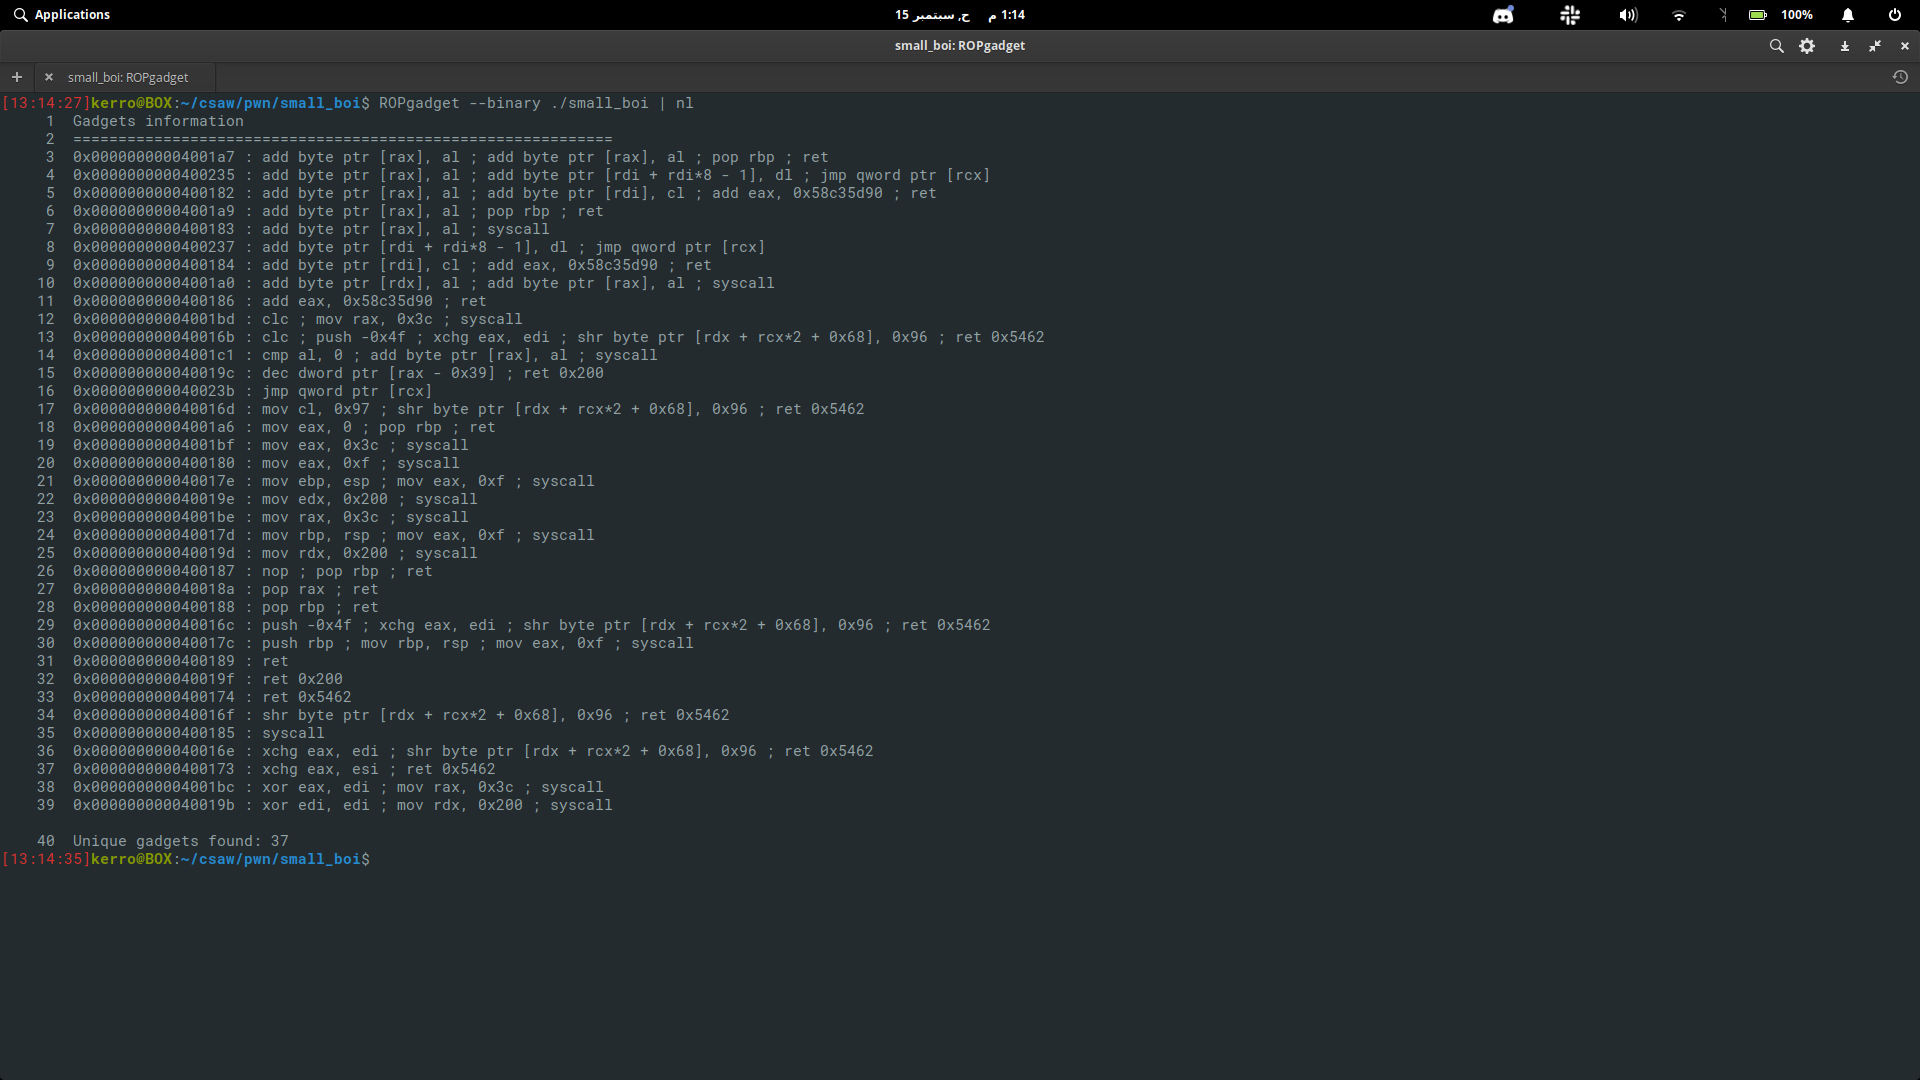 Applications
15 ح, سبتمبر 1:14 م
100%
small_boi: ROPgadget
small_boi: ROPgadget
[13:14:27]kerro@BOX:~/csaw/pwn/small_boi$ ROPgadget --binary ./small_boi | nl
1 Gadgets information
2 ============================================================
3 0x00000000004001a7 : add byte ptr [rax], al ; add byte ptr [rax], al ; pop rbp ; ret
4 0x0000000000400235 : add byte ptr [rax], al ; add byte ptr [rdi + rdi*8 - 1], dl ; jmp qword ptr [rcx]
5 0x0000000000400182 : add byte ptr [rax], al ; add byte ptr [rdi], cl ; add eax, 0x58c35d90 ; ret
6 0x00000000004001a9 : add byte ptr [rax], al ; pop rbp ; ret
7 0x0000000000400183 : add byte ptr [rax], al ; syscall
8 0x0000000000400237 : add byte ptr [rdi + rdi*8 - 1], dl ; jmp qword ptr [rcx]
9 0x0000000000400184 : add byte ptr [rdi], cl ; add eax, 0x58c35d90 ; ret
10 0x00000000004001a0 : add byte ptr [rdx], al ; add byte ptr [rax], al ; syscall
11 0x0000000000400186 : add eax, 0x58c35d90 ; ret
12 0x00000000004001bd : clc ; mov rax, 0x3c ; syscall
13 0x000000000040016b : clc ; push -0x4f ; xchg eax, edi ; shr byte ptr [rdx + rcx*2 + 0x68], 0x96 ; ret 0x5462
14 0x00000000004001c1 : cmp al, 0 ; add byte ptr [rax], al ; syscall
15 0x000000000040019c : dec dword ptr [rax - 0x39] ; ret 0x200
16 0x000000000040023b : jmp qword ptr [rcx]
17 0x000000000040016d : mov cl, 0x97 ; shr byte ptr [rdx + rcx*2 + 0x68], 0x96 ; ret 0x5462
18 0x00000000004001a6 : mov eax, 0 ; pop rbp ; ret
19 0x00000000004001bf : mov eax, 0x3c ; syscall
20 0x0000000000400180 : mov eax, 0xf ; syscall
21 0x000000000040017e : mov ebp, esp ; mov eax, 0xf ; syscall
22 0x000000000040019e : mov edx, 0x200 ; syscall
23 0x00000000004001be : mov rax, 0x3c ; syscall
24 0x000000000040017d : mov rbp, rsp ; mov eax, 0xf ; syscall
25 0x000000000040019d : mov rdx, 0x200 ; syscall
26 0x0000000000400187 : nop ; pop rbp ; ret
27 0x000000000040018a : pop rax ; ret
28 0x0000000000400188 : pop rbp ; ret
29 0x000000000040016c : push -0x4f ; xchg eax, edi ; shr byte ptr [rdx + rcx*2 + 0x68], 0x96 ; ret 0x5462
30 0x000000000040017c : push rbp ; mov rbp, rsp ; mov eax, 0xf ; syscall
31 0x0000000000400189 : ret
32 0x000000000040019f : ret 0x200
33 0x0000000000400174 : ret 0x5462
34 0x000000000040016f : shr byte ptr [rdx + rcx*2 + 0x68], 0x96 ; ret 0x5462
35 0x0000000000400185 : syscall
36 0x000000000040016e : xchg eax, edi ; shr byte ptr [rdx + rcx*2 + 0x68], 0x96 ; ret 0x5462
37 0x0000000000400173 : xchg eax, esi ; ret 0x5462
38 0x00000000004001bc : xor eax, edi ; mov rax, 0x3c ; syscall
39 0x000000000040019b : xor edi, edi ; mov rdx, 0x200 ; syscall
40 Unique gadgets found: 37
[13:14:35]kerro@BOX:~/csaw/pwn/small_boi$